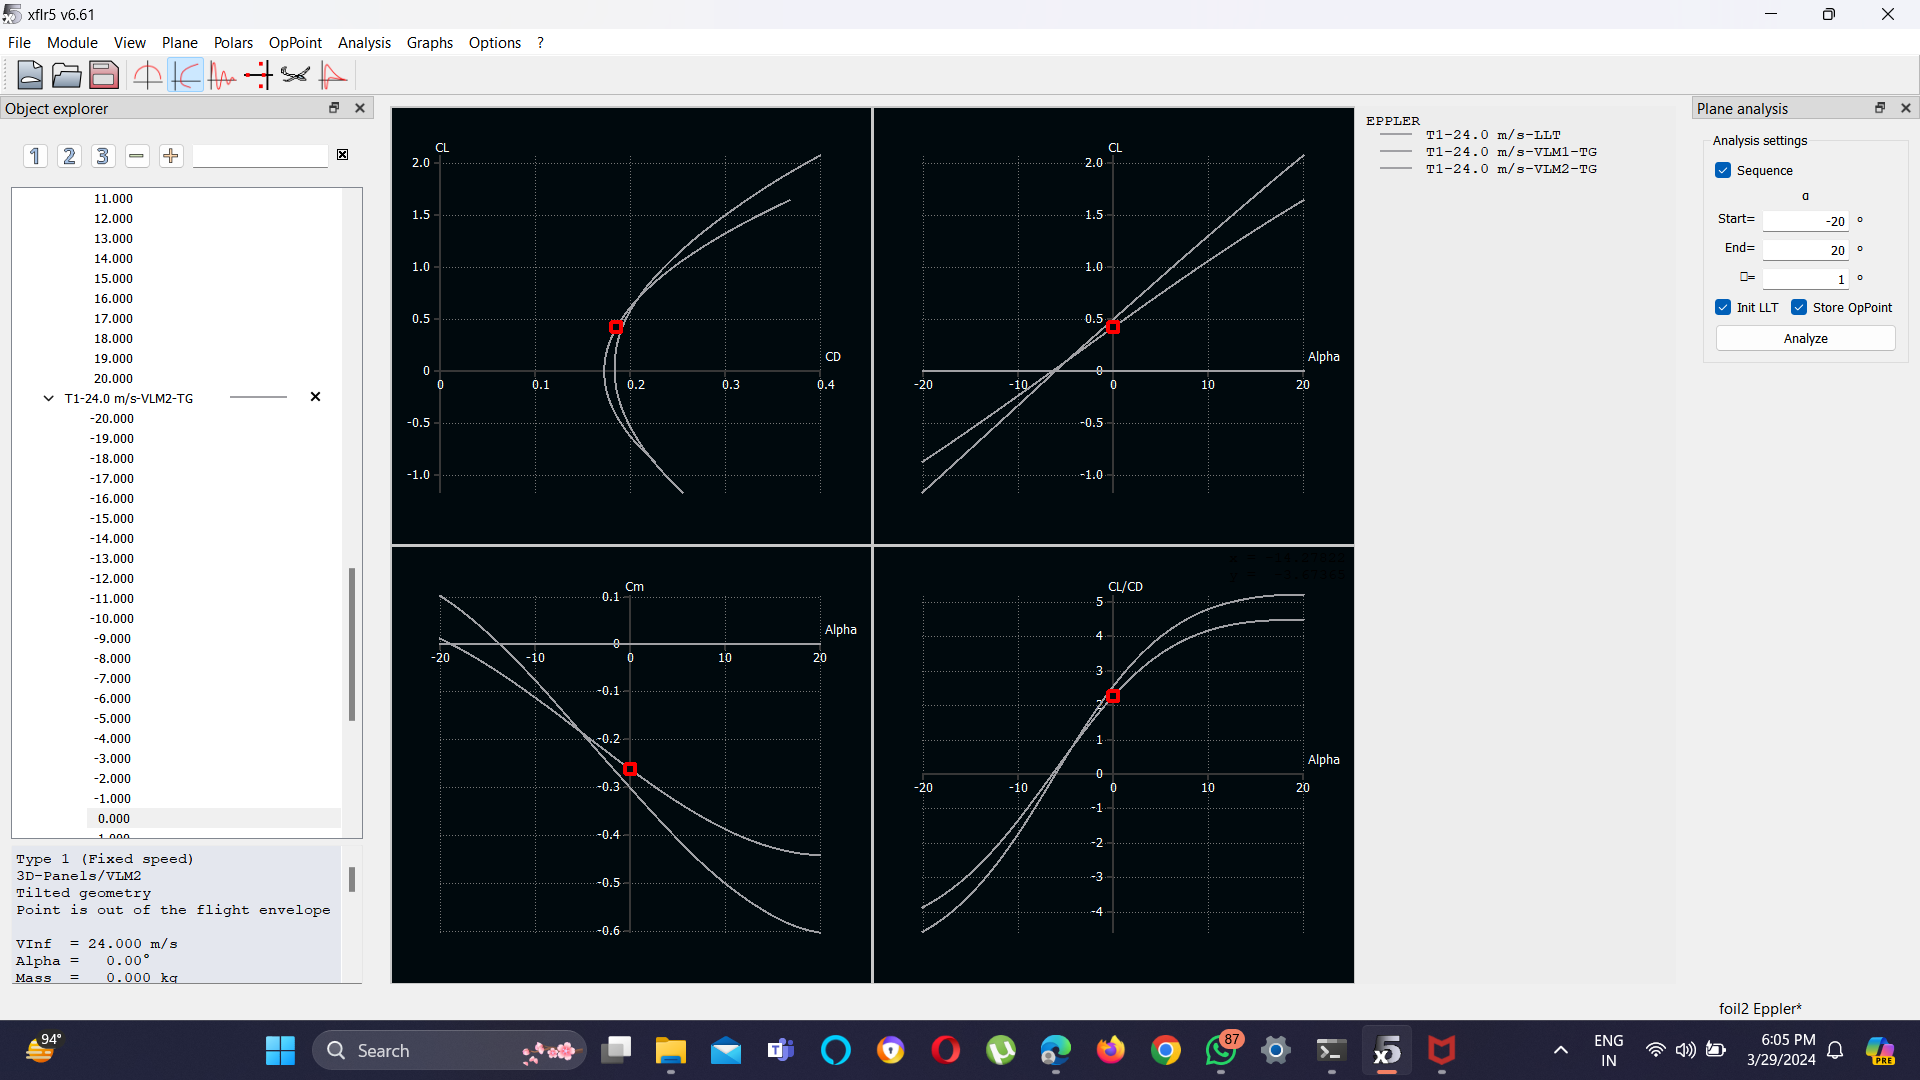 xflr5 v6.61
File Module View Plane Polars OpPoint Analysis Graphs Options ?
Object explorer
1 2 3
11.000
12.000
13.000
14.000
15.000
16.000
17.000
18.000
19.000
20.000
T1-24.0 m/s-VLM2-TG
-20.000
-19.000
-18.000
-17.000
-16.000
-15.000
-14.000
-13.000
-12.000
-11.000
-10.000
-9.000
-8.000
-7.000
-6.000
-5.000
-4.000
-3.000
-2.000
-1.000
0.000
1.000
Type 1 (Fixed speed)
3D-Panels/VLM2
Tilted geometry
Point is out of the flight envelope
VInf = 24.000 m/s
Alpha = 0.00°
Mass = 0.000 kg
CL
2.0
1.5
1.0
0.5
0
-0.5
-1.0
CD
0 0.1 0.2 0.3 0.4
CL
2.0
1.5
1.0
0.5
0
-0.5
-1.0
Alpha
-20 -10 0 10 20
Cm
0.1
0
-0.1
-0.2
-0.3
-0.4
-0.5
-0.6
Alpha
-20 -10 0 10 20
CL/CD
5
4
3
2
1
0
-1
-2
-3
-4
Alpha
-20 -10 0 10 20
EPPLER
T1-24.0 m/s-LLT
T1-24.0 m/s-VLM1-TG
T1-24.0 m/s-VLM2-TG
Plane analysis
Analysis settings
Sequence
α
Start= -20 °
End= 20 °
= 1 °
Init LLT Store OpPoint
Analyze
foil2 Eppler*
94°
Search
87
ENG
IN
6:05 PM
3/29/2024
PRE